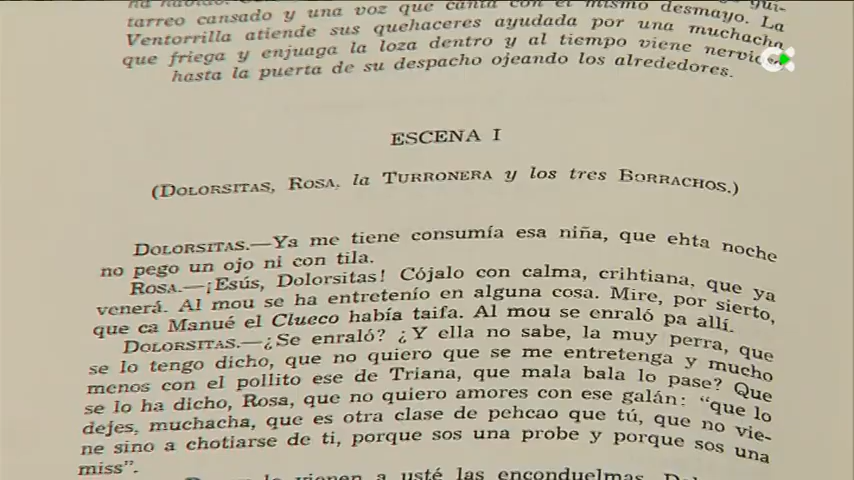 tarreo cansado y una voz que canta con el mismo desmayo. La
Ventorrilla atiende sus quehaceres ayudada por una muchacha
que friega y enjuaga la loza dentro y al tiempo viene
hasta la puerta de su despacho ojeando los alrededores.
ESCENA I
(DOLORSITAS, ROSA, la TURRONERA y los tres BORRACHOS.)
DOLORSITAS.—Ya me tiene consumía esa niña, que ehta noche
no pego un ojo ni con tila.
ROSA.—¡Esús, Dolorsitas! Cójalo con calma, crihtiana, que ya
venerá. Al mou se ha entretenío en alguna cosa. Mire, por sierto,
que ca Manué el Clueco había taifa. Al mou se enraló pa allí.
DOLORSITAS.—¿Se enraló? ¿Y ella no sabe, la muy perra, que
se lo tengo dicho, que no quiero que se me entretenga y mucho
menos con el pollito ese de Triana, que mala bala lo pase? Que
se lo ha dicho, Rosa, que no quiero amores con ese galán: "que lo
dejes, muchacha, que es otra clase de pehcao que tú, que no vie-
ne sino a chotiarse de ti, porque sos una probe y porque sos una
miss".
lo vienen a usté las enconduelmas.